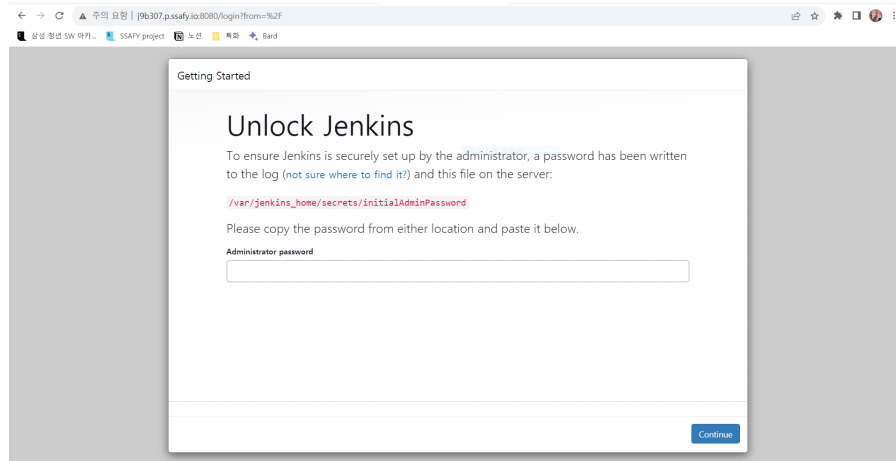 주의 요함 | j9b307.p.ssafy.io:8080/login?from=%2F
삼성 청년 SW 아카... SSAFY project 노션 특화 Bard
Getting Started
Unlock Jenkins
To ensure Jenkins is securely set up by the administrator, a password has been written
to the log (not sure where to find it?) and this file on the server:
/var/jenkins_home/secrets/initialAdminPassword
Please copy the password from either location and paste it below.
Administrator password
Continue